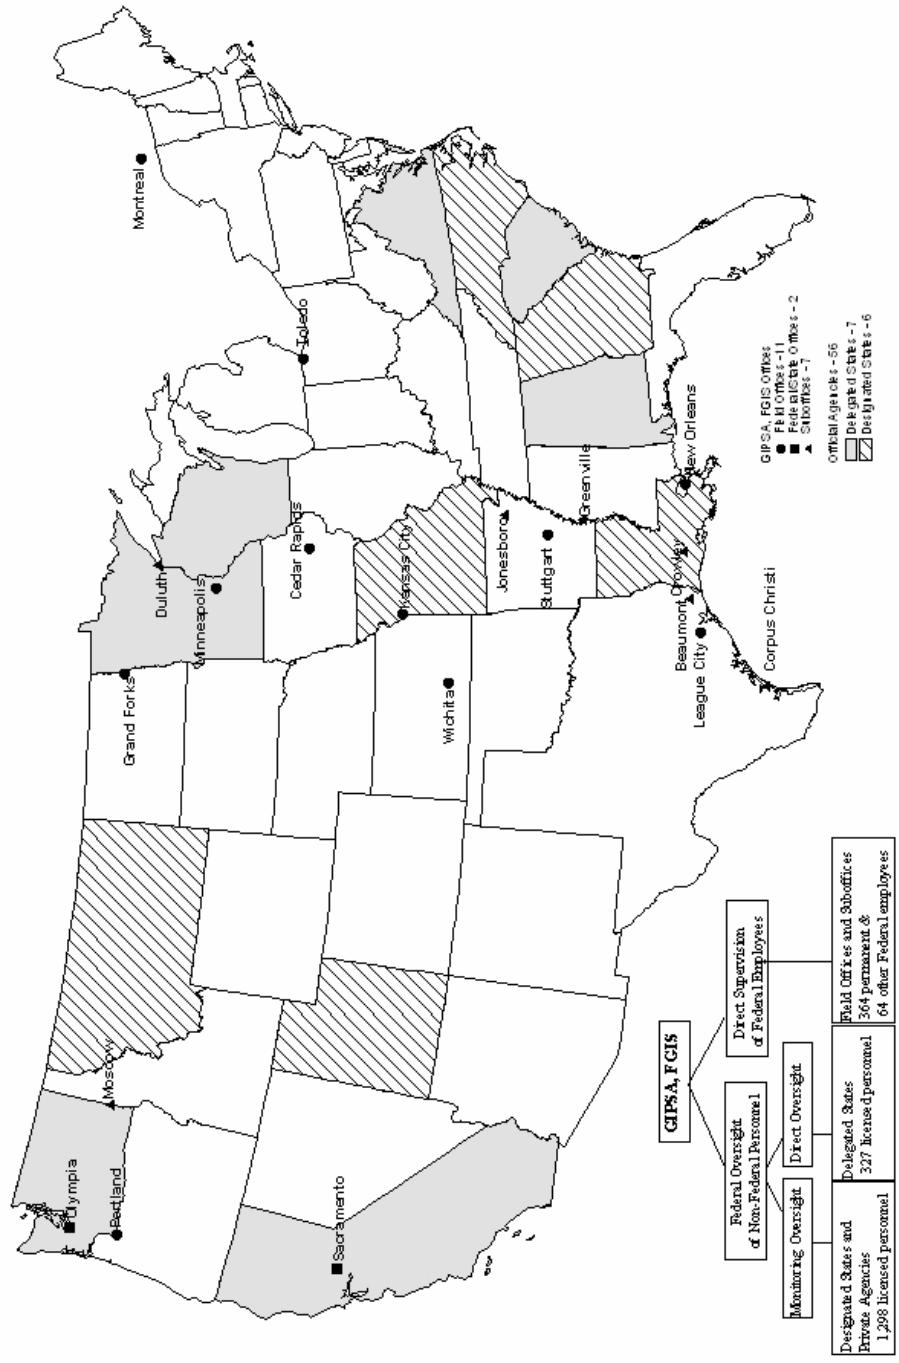 Montreal
Toledo
Duluth
Minneapolis
Cedar Rapids
Kansas City
Grand Forks
Wichita
Jonesboro
Stuttgart
Greenville
New Orleans
Crowley
Beaumont
League City
Corpus Christi
Moscow
Olympia
Portland
Sacramento
GIPSA, FGIS Offices
Field Offices - 11
Federal/State Offices - 2
Suboffices - 7
Official Agencies - 56
Delegated States - 7
Designated States - 6
GIPSA, FGIS
Federal Oversight
of Non-Federal Personnel
Direct Supervision
of Federal Employees
Monitoring Oversight
Direct Oversight
Designated States and
Private Agencies
1,298 licensed personnel
Delegated States
327 licensed personnel
Field Offices and Suboffices
364 permanent &
64 other Federal employees